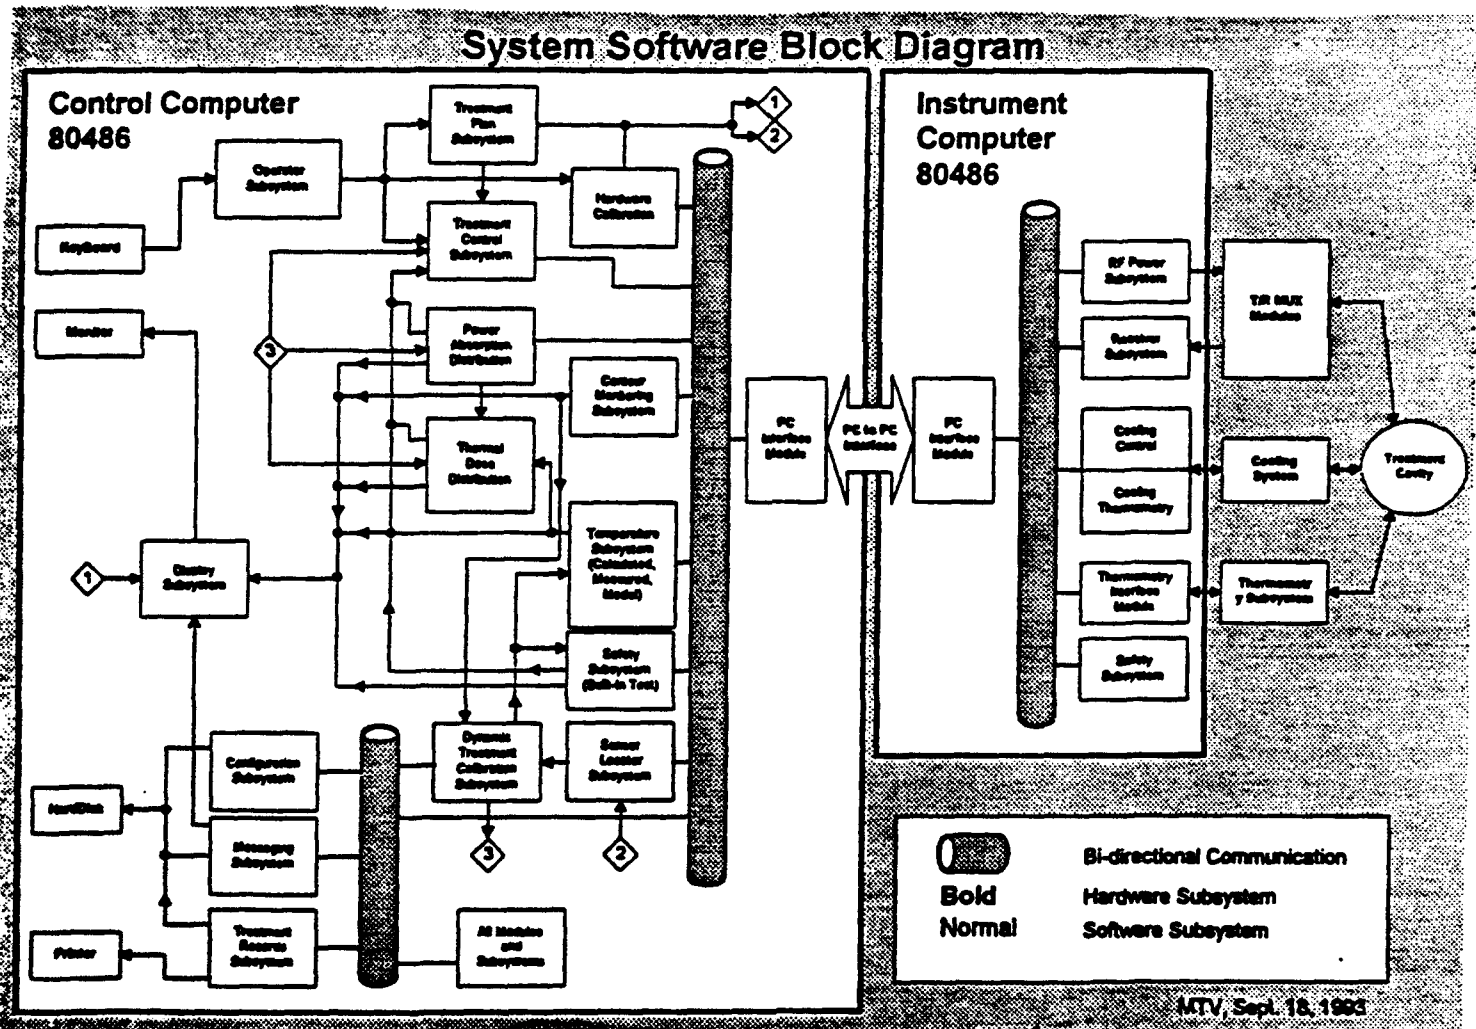 System Software Block Diagram
Control Computer
80486
Treatment
Plan
Subsystem
1
2
Operator
Subsystem
Hardware
Calibration
KeyBoard
Treatment
Control
Subsystem
Monitor
3
Power
Absorption
Distribution
Contour
Monitoring
Subsystem
Thermal
Dose
Distribution
PC
Interface
Module
PC to PC
Interface
Temperature
Subsystem
(Calculated,
Measured,
Model)
1
Display
Subsystem
Safety
Subsystem
(Built-in Test)
Configuration
Subsystem
Dynamic
Treatment
Calibration
Subsystem
Sensor
Locator
Subsystem
HardDisk
Messaging
Subsystem
3
2
Printer
Treatment
Records
Subsystem
All Modules
and
Subsystems
Instrument
Computer
80486
PC
Interface
Module
RF Power
Subsystem
T/R MUX
Modules
Receiver
Subsystem
Cooling
Control
Cooling
Thermometry
Cooling
System
Treatment
Cavity
Thermometry
Interface
Module
Thermometr
y Subsystem
Safety
Subsystem
Bi-directional Communication
Bold Hardware Subsystem
Normal Software Subsystem
MTV, Sept. 18, 1993